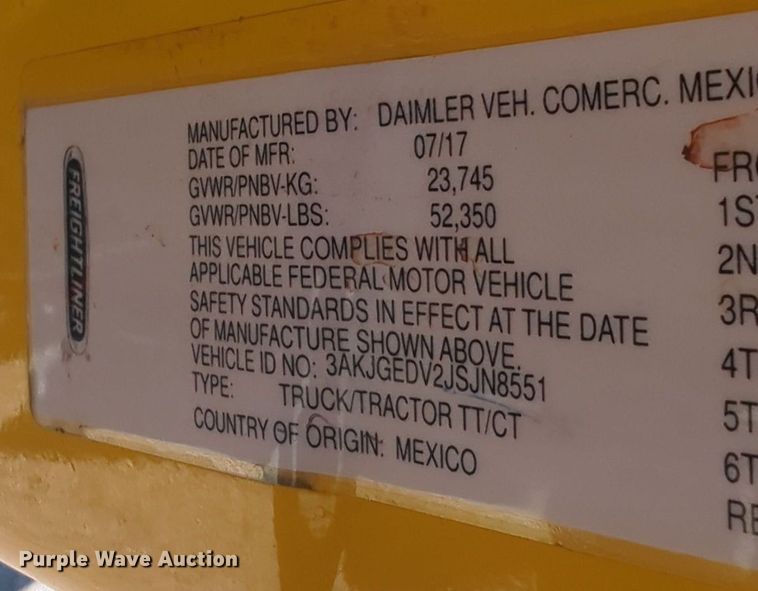 FREIGHTLINER
MANUFACTURED BY: DAIMLER VEH. COMERC. MEXI
DATE OF MFR: 07/17
GVWR/PNBV-KG: 23,745
GVWR/PNBV-LBS: 52,350
THIS VEHICLE COMPLIES WITH ALL
APPLICABLE FEDERAL MOTOR VEHICLE
SAFETY STANDARDS IN EFFECT AT THE DATE
OF MANUFACTURE SHOWN ABOVE.
VEHICLE ID NO: 3AKJGEDV2JSJN8551
TYPE: TRUCK/TRACTOR TT/CT
COUNTRY OF ORIGIN: MEXICO
FR
1S
2N
3R
4T
5T
6T
RE
Purple Wave Auction